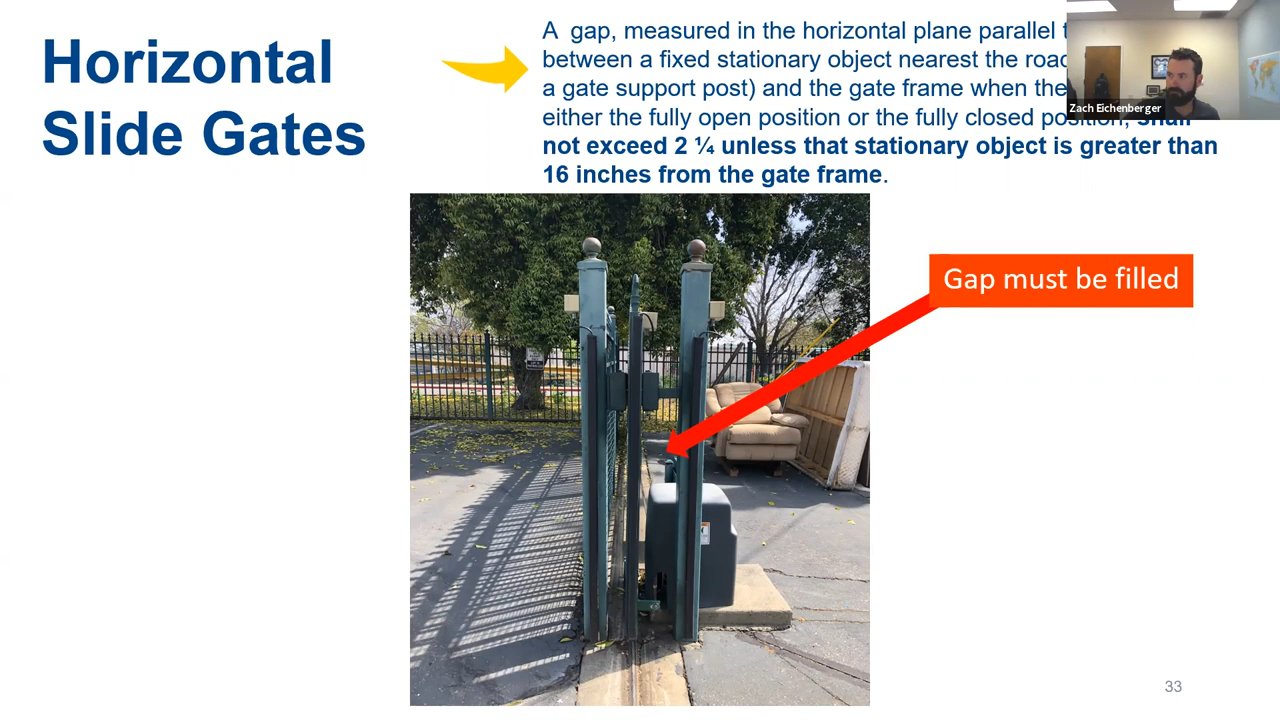 Horizontal
Slide Gates
A gap, measured in the horizontal plane parallel
between a fixed stationary object nearest the
a gate support post) and the gate frame when the
either the fully open position or the fully closed position, shall
not exceed 2 ¼ unless that stationary object is greater than
16 inches from the gate frame.
Zach Eichenberger
Gap must be filled
33